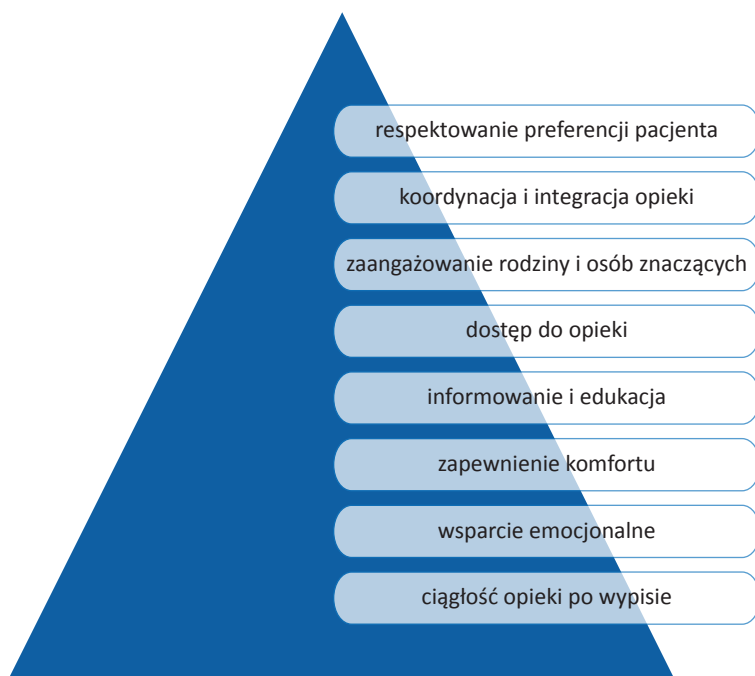 respektowanie preferencji pacjenta
koordynacja i integracja opieki
zaangażowanie rodziny i osób znaczących
dostęp do opieki
informowanie i edukacja
zapewnienie komfortu
wsparcie emocjonalne
ciągłość opieki po wypisie